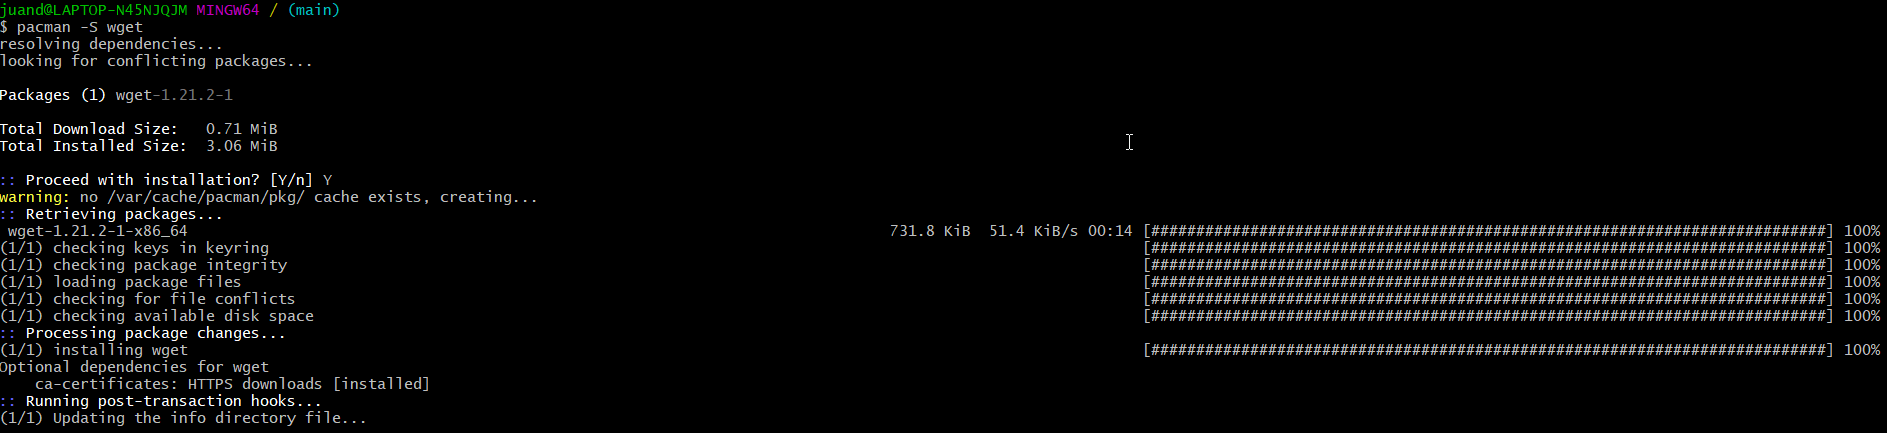 juand@LAPTOP-N45NJQJM MINGW64 / (main)
$ pacman -S wget
resolving dependencies...
looking for conflicting packages...
Packages (1) wget-1.21.2-1
Total Download Size:   0.71 MiB
Total Installed Size:  3.06 MiB
:: Proceed with installation? [Y/n] Y
warning: no /var/cache/pacman/pkg/ cache exists, creating...
:: Retrieving packages...
wget-1.21.2-1-x86_64 731.8 KiB  51.4 KiB/s 00:14 [###########################################################################] 100%
(1/1) checking keys in keyring [###########################################################################] 100%
(1/1) checking package integrity [###########################################################################] 100%
(1/1) loading package files [###########################################################################] 100%
(1/1) checking for file conflicts [###########################################################################] 100%
(1/1) checking available disk space [###########################################################################] 100%
:: Processing package changes...
(1/1) installing wget [###########################################################################] 100%
Optional dependencies for wget
    ca-certificates: HTTPS downloads [installed]
:: Running post-transaction hooks...
(1/1) Updating the info directory file...